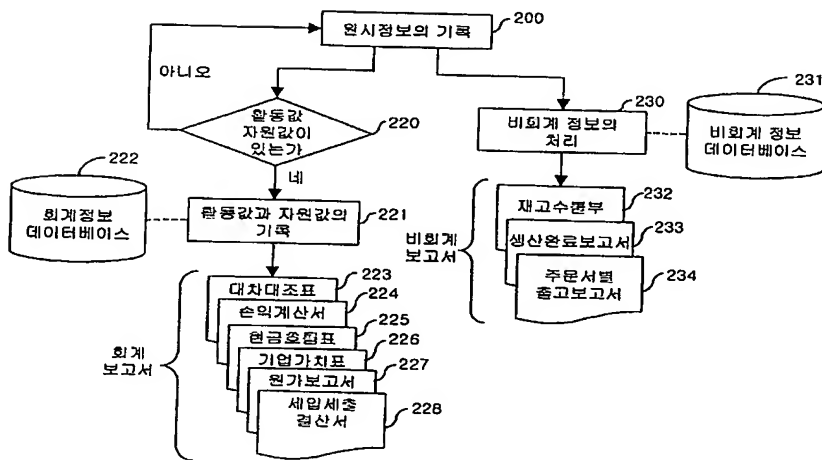 원시정보의 기록
200
아니오
활동값
자원값이
있는가
220
네
230
비회계 정보의
처리
231
비회계 정보
데이터베이스
222
회계정보
데이터베이스
활동값과 자원값의
기록
221
비회계
보고서
재고수불부
232
생산완료보고서
233
주문서별
출고보고서
234
회계
보고서
대차대조표
223
손익계산서
224
현금흐름표
225
기업가치표
226
원가보고서
227
세입세출
결산서
228